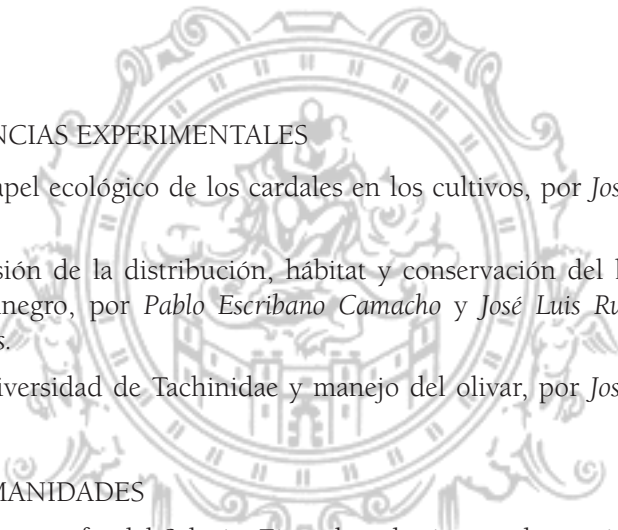 NCIAS EXPERIMENTALES
apel ecológico de los cardales en los cultivos, por Jos
sión de la distribución, hábitat y conservación del
inegro, por Pablo Escribano Camacho y José Luis Ru
s.
iversidad de Tachinidae y manejo del olivar, por Jos
MANIDADES